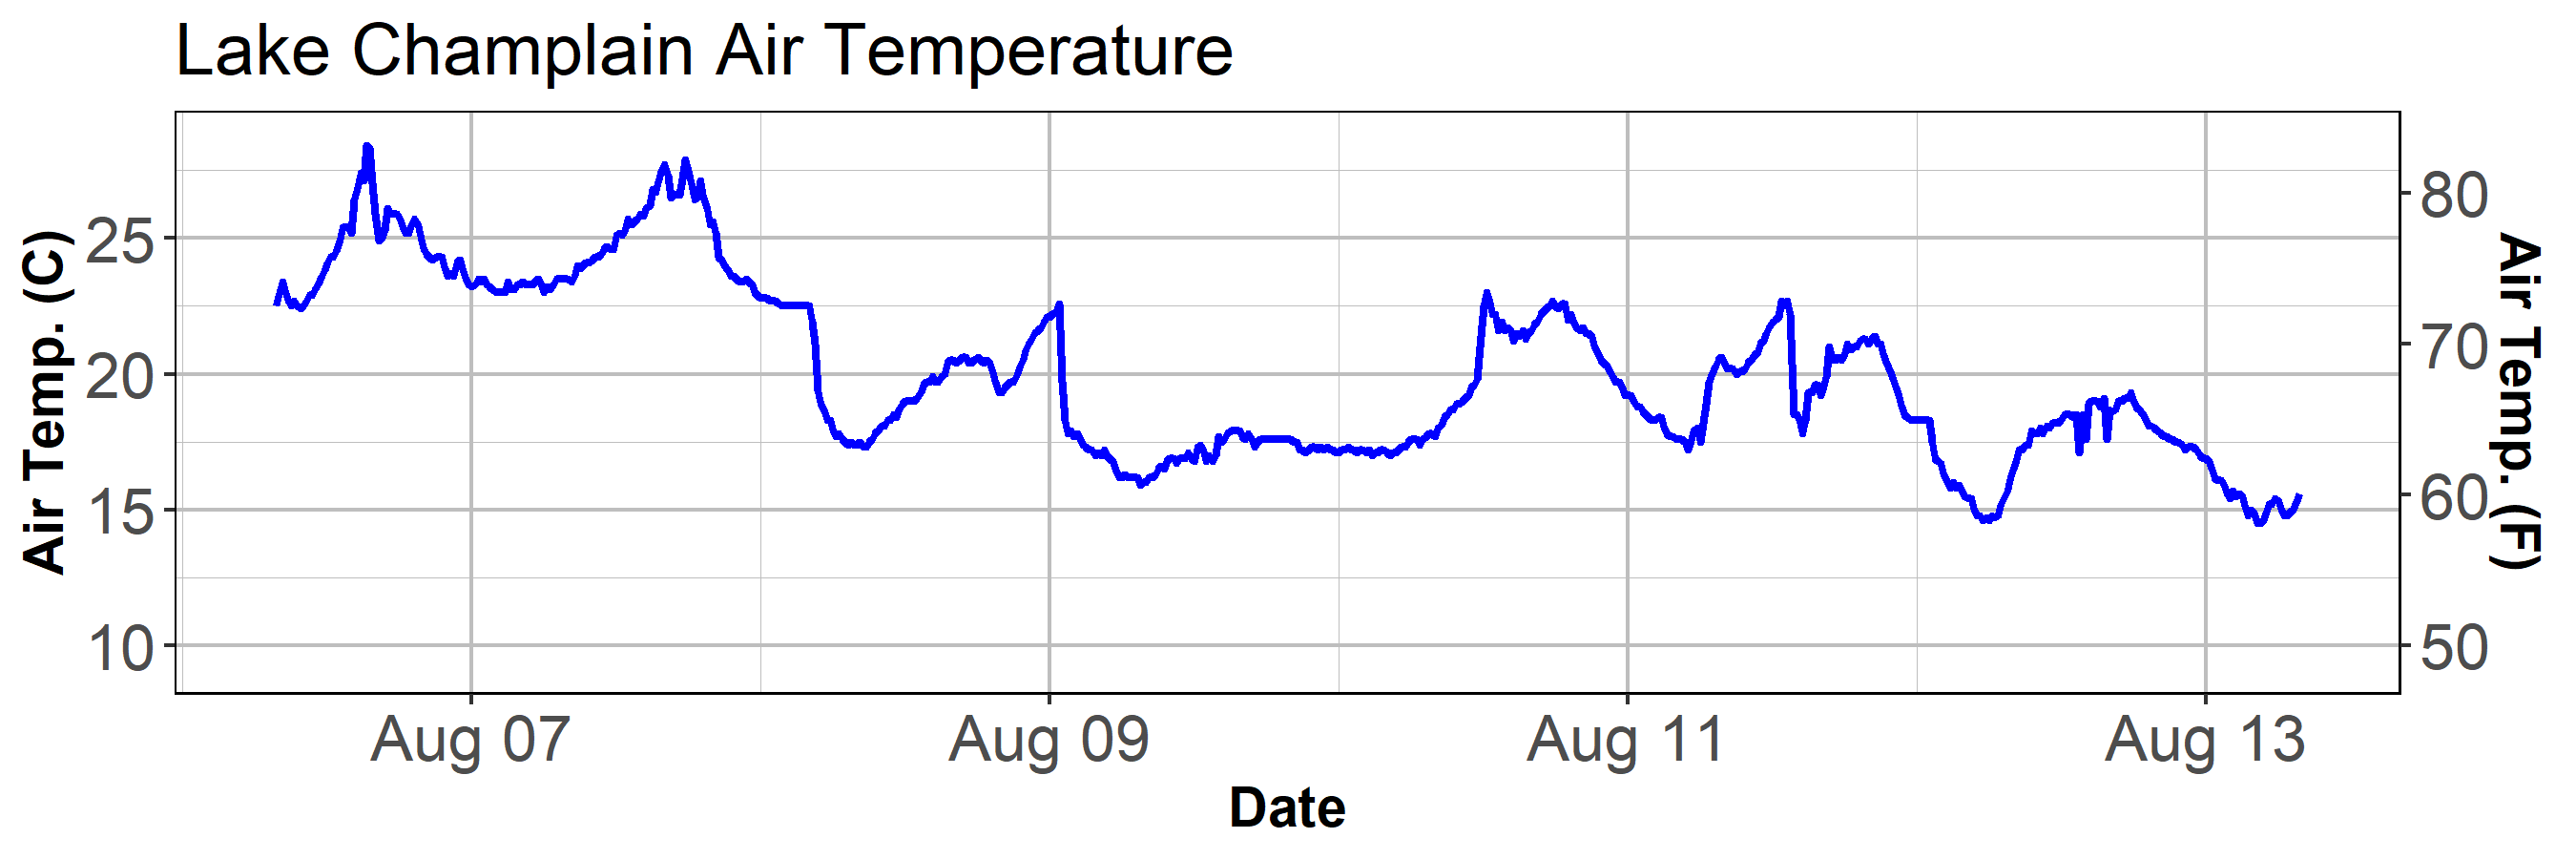 Lake Champlain Air Temperature
Air Temp. (C)
25
20
15
10
80
70
60
50
Air Temp. (F)
Aug 07 Aug 09 Aug 11 Aug 13
Date